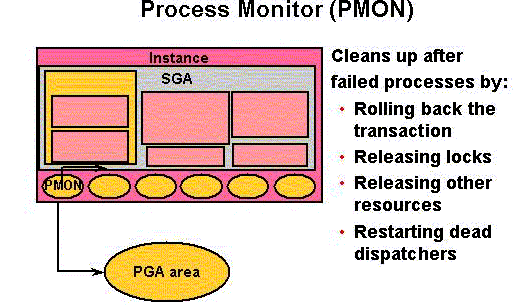 Process Monitor (PMON)
Instance
SGA
PMON
PGA area
Cleans up after
failed processes by:
• Rolling back the
transaction
• Releasing locks
• Releasing other
resources
• Restarting dead
dispatchers